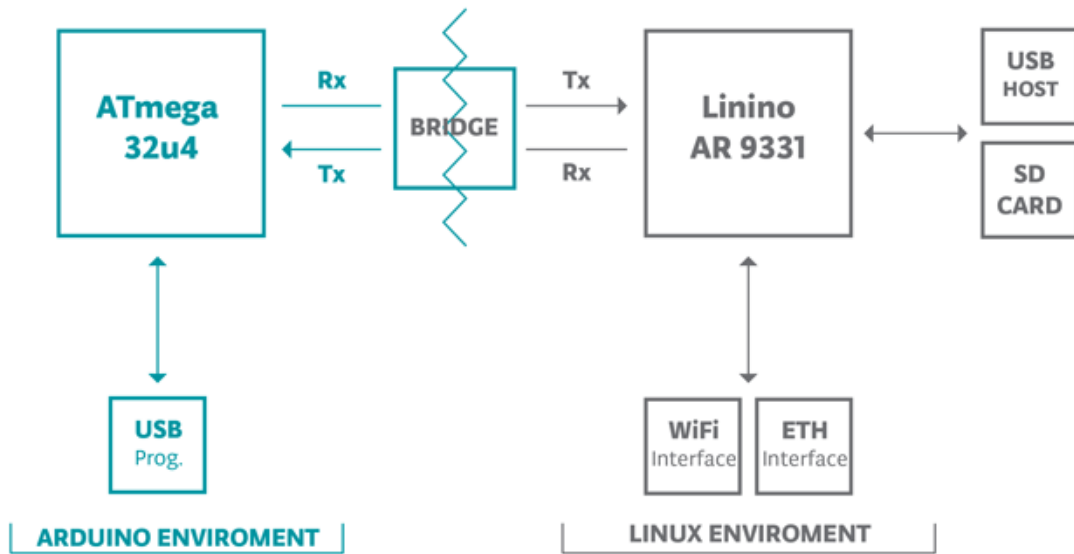 ATmega
32u4
Rx
Tx
BRIDGE
Tx
Rx
Linino
AR 9331
USB
HOST
SD
CARD
USB
Prog.
WiFi
Interface
ETH
Interface
ARDUINO ENVIROMENT
LINUX ENVIROMENT